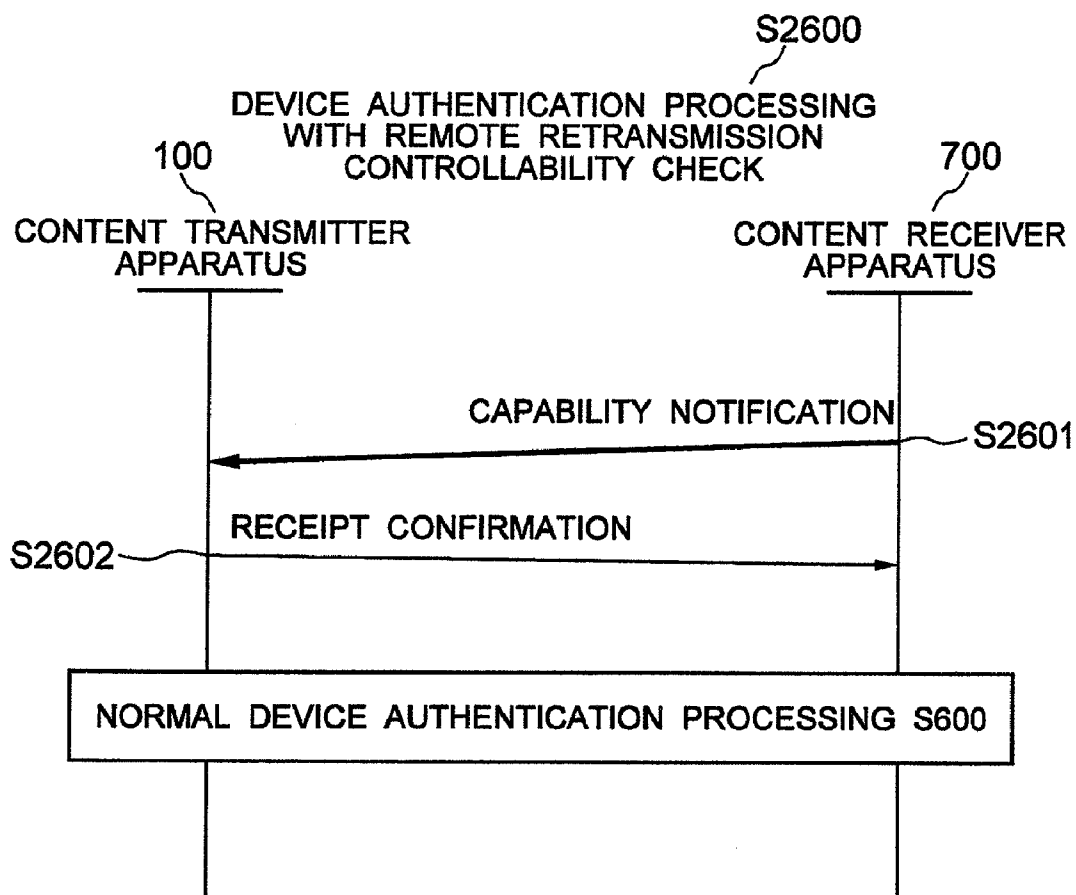 S2600
DEVICE AUTHENTICATION PROCESSING
WITH REMOTE RETRANSMISSION
CONTROLLABILITY CHECK
100
CONTENT TRANSMITTER
APPARATUS
700
CONTENT RECEIVER
APPARATUS
CAPABILITY NOTIFICATION
S2601
RECEIPT CONFIRMATION
S2602
NORMAL DEVICE AUTHENTICATION PROCESSING S600